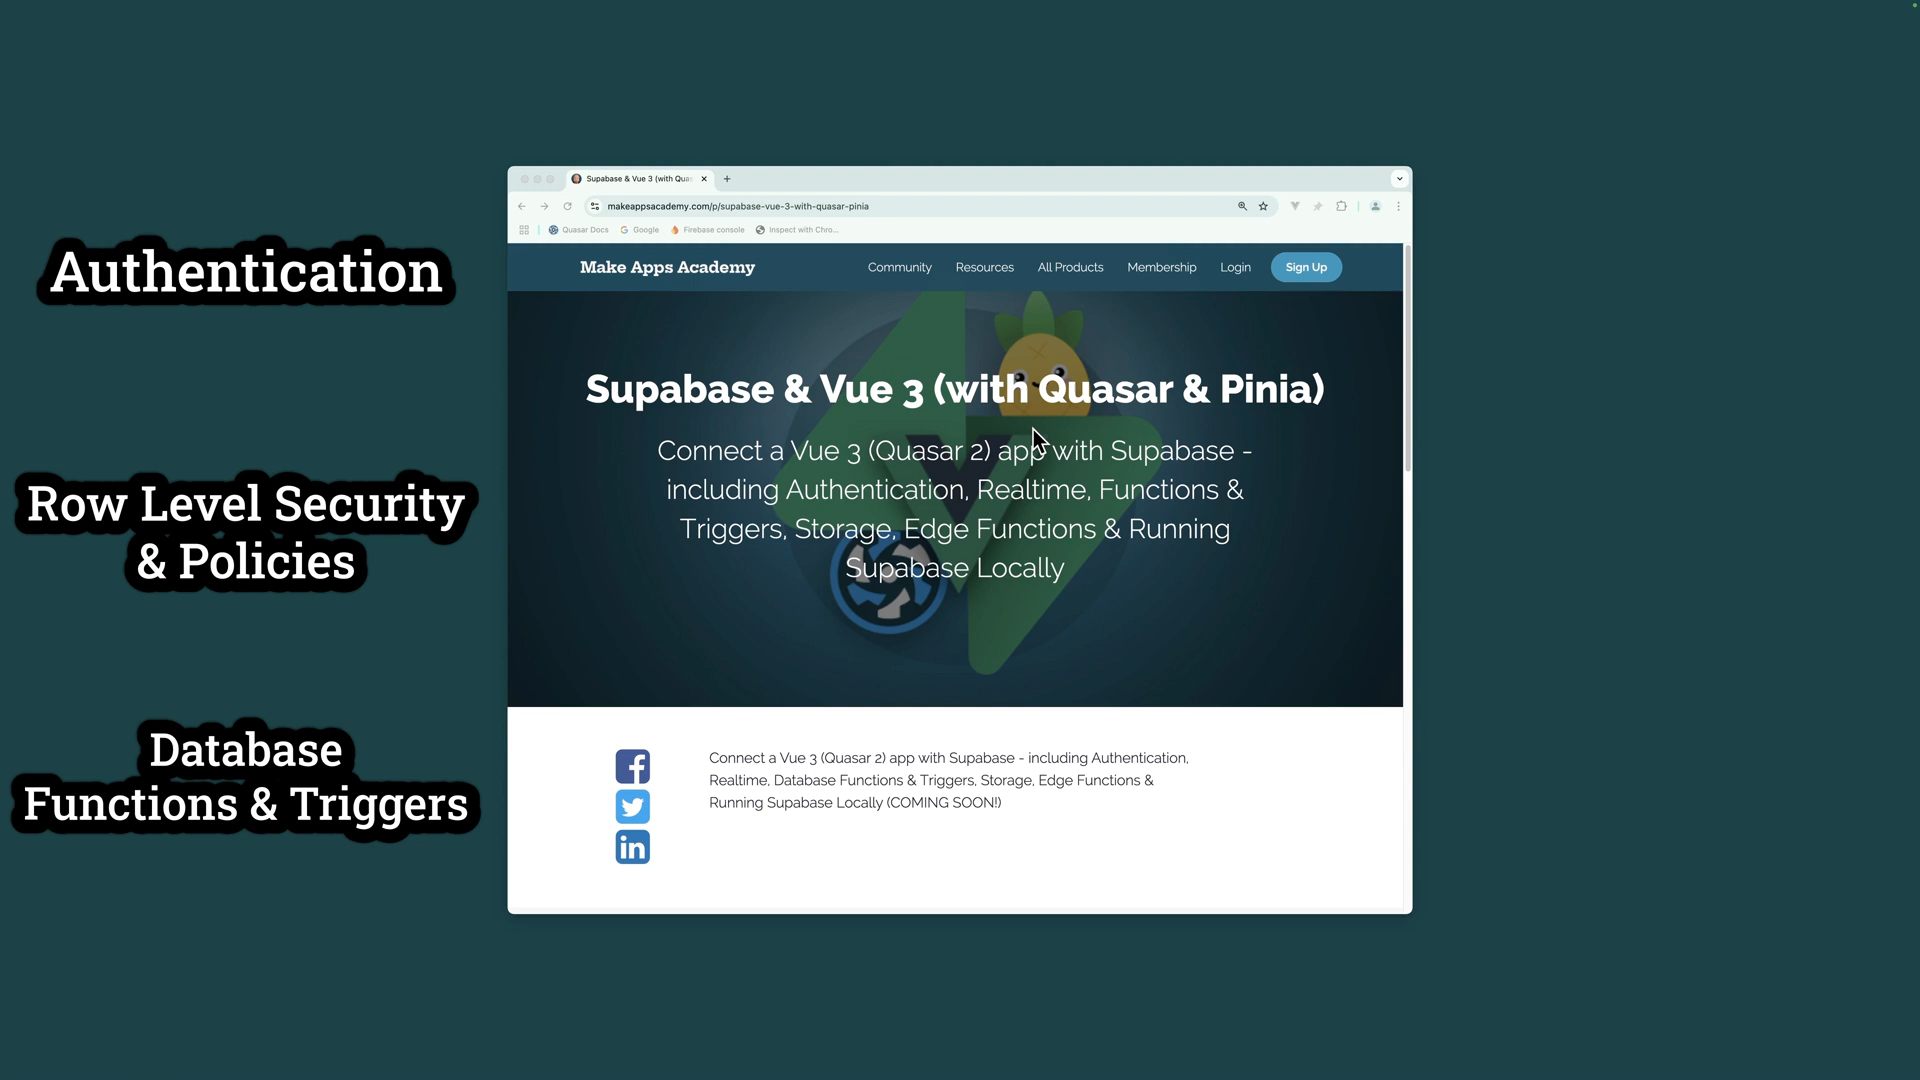 Authentication
Row Level Security
& Policies
Database
Functions & Triggers
Supabase & Vue 3 (with Quas
makeappsacademy.com/p/supabase-vue-3-with-quasar-pinia
Quasar Docs
Google
Firebase console
Inspect with Chro...
Make Apps Academy
Community
Resources
All Products
Membership
Login
Sign Up
Supabase & Vue 3 (with Quasar & Pinia)
Connect a Vue 3 (Quasar 2) app with Supabase -
including Authentication, Realtime, Functions &
Triggers, Storage, Edge Functions & Running
Supabase Locally
Connect a Vue 3 (Quasar 2) app with Supabase - including Authentication,
Realtime, Database Functions & Triggers, Storage, Edge Functions &
Running Supabase Locally (COMING SOON!)